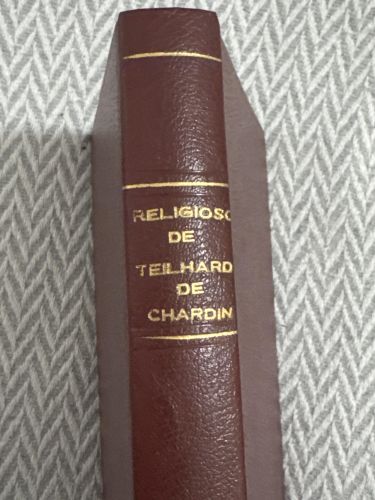 RELIGIOSO
DE
TEILHARD
DE
CHARDIN